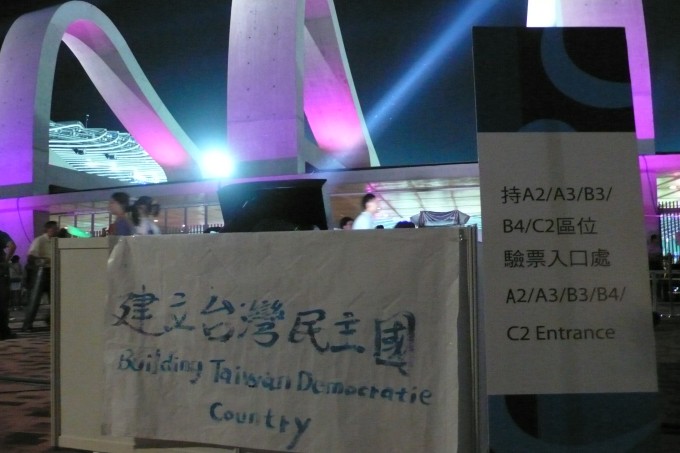 建立台灣民主國
Building Taiwan Democratie
Country
持A2/A3/B3/
B4/C2區位
驗票入口處
A2/A3/B3/B4/
C2 Entrance